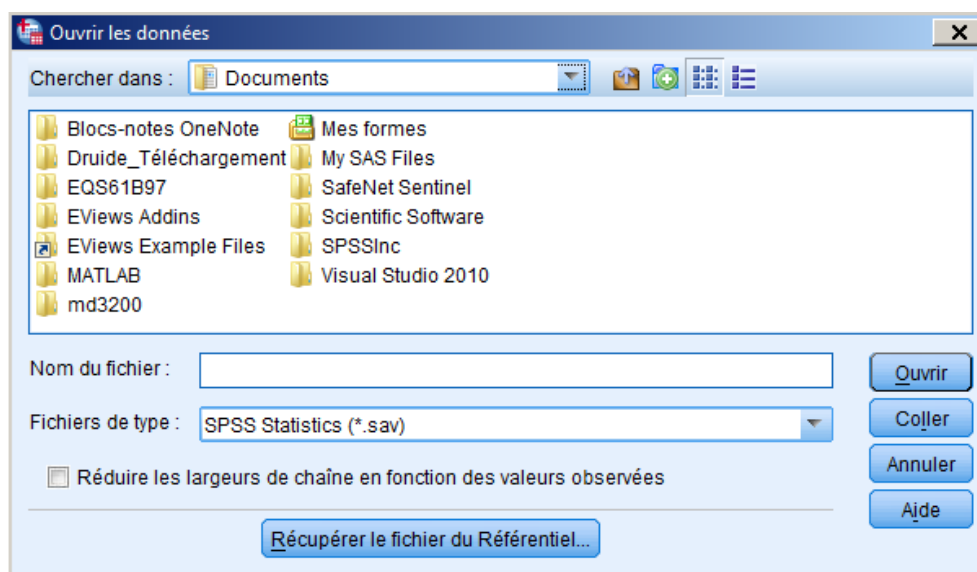 Ouvrir les données
Chercher dans : Documents
Blocs-notes OneNote Mes formes
Druide_Téléchargement My SAS Files
EQS61B97 SafeNet Sentinel
EViews Addins Scientific Software
EViews Example Files SPSSInc
MATLAB Visual Studio 2010
md3200
Nom du fichier : Ouvrir
Fichiers de type : SPSS Statistics (*.sav) Coller
Réduire les largeurs de chaîne en fonction des valeurs observées Annuler
Aide
Récupérer le fichier du Référentiel...